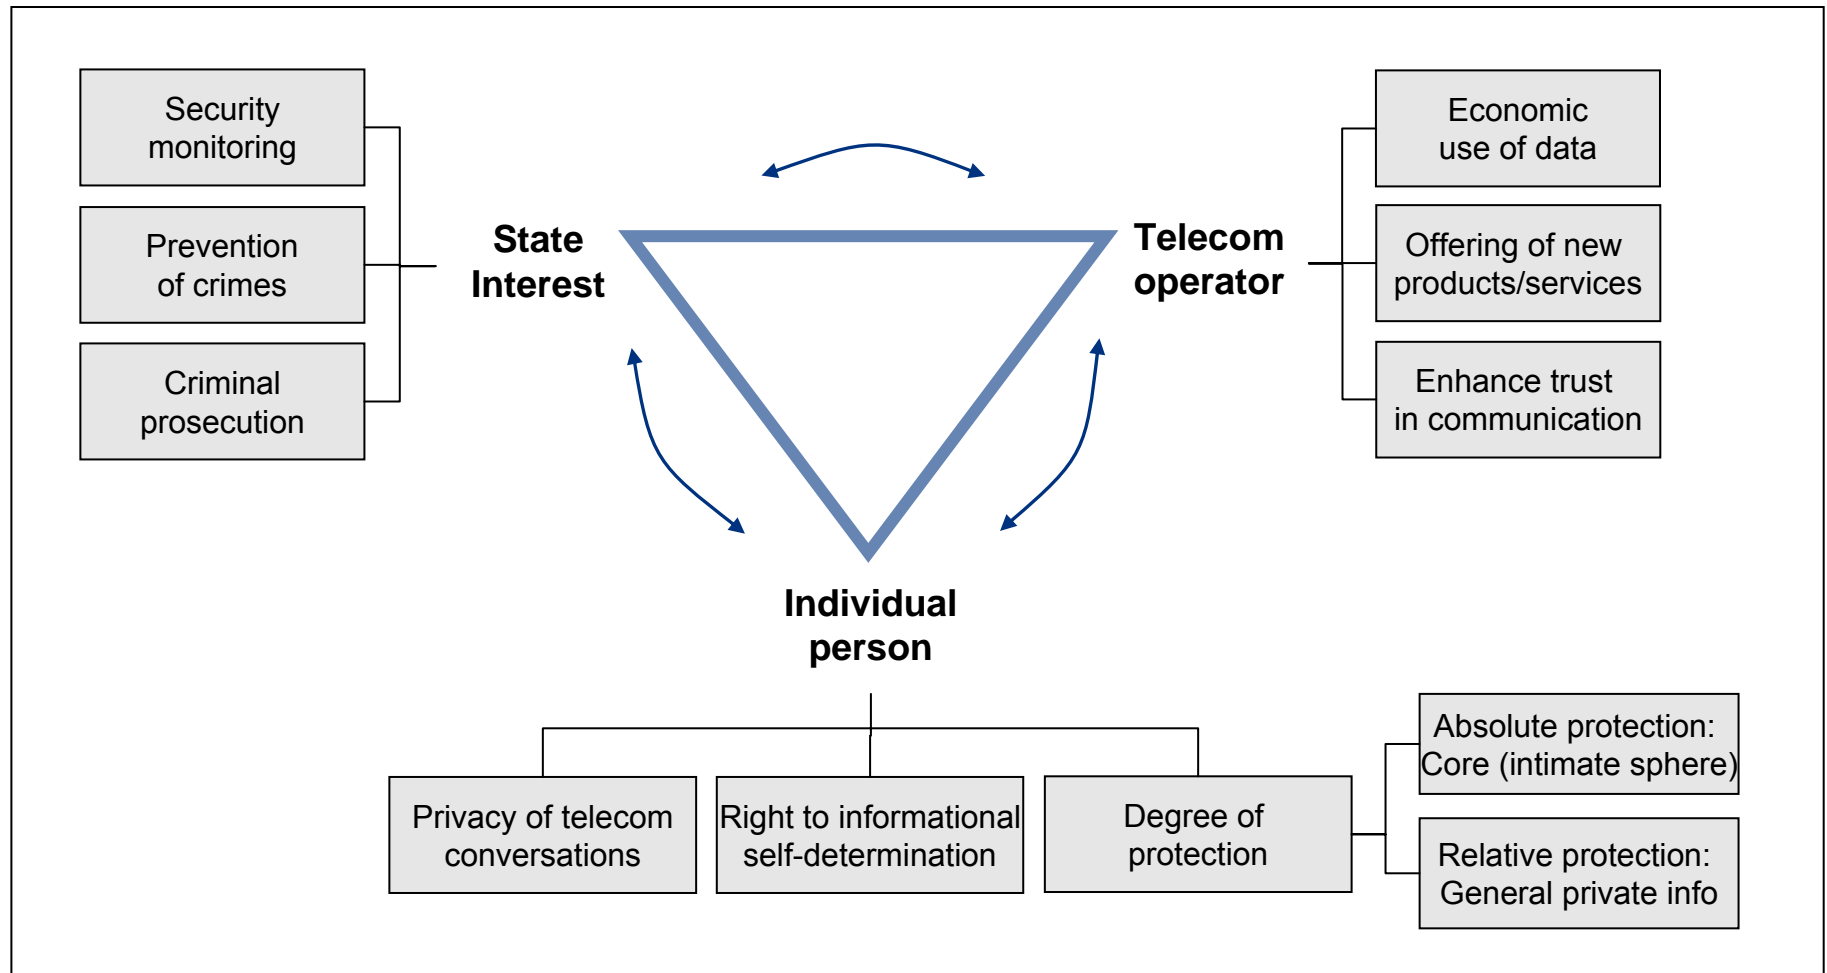 Security
monitoring
Prevention
of crimes
Criminal
prosecution
State
Interest
Telecom
operator
Economic
use of data
Offering of new
products/services
Enhance trust
in communication
Individual
person
Privacy of telecom
conversations
Right to informational
self-determination
Degree of
protection
Absolute protection:
Core (intimate sphere)
Relative protection:
General private info